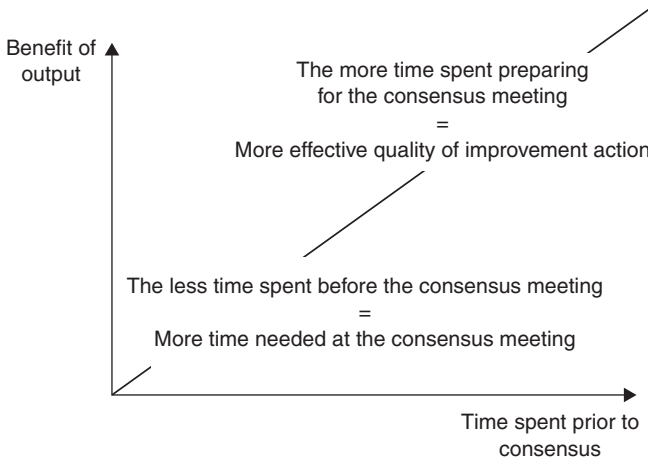 Benefit of
output
The more time spent preparing
for the consensus meeting
=
More effective quality of improvement action
The less time spent before the consensus meeting
=
More time needed at the consensus meeting
Time spent prior to
consensus